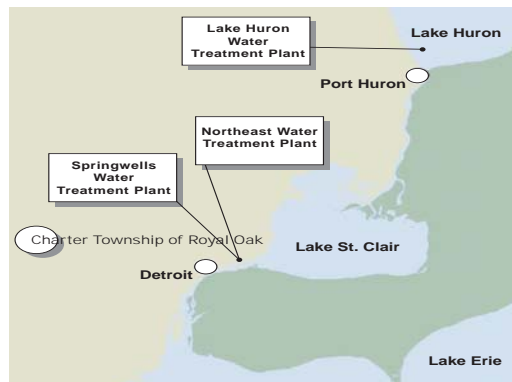 Lake Huron
Water
Treatment Plant
Lake Huron
Port Huron
Northeast Water
Treatment Plant
Springwells
Water
Treatment Plant
Charter Township of Royal Oak
Lake St. Clair
Detroit
Lake Erie